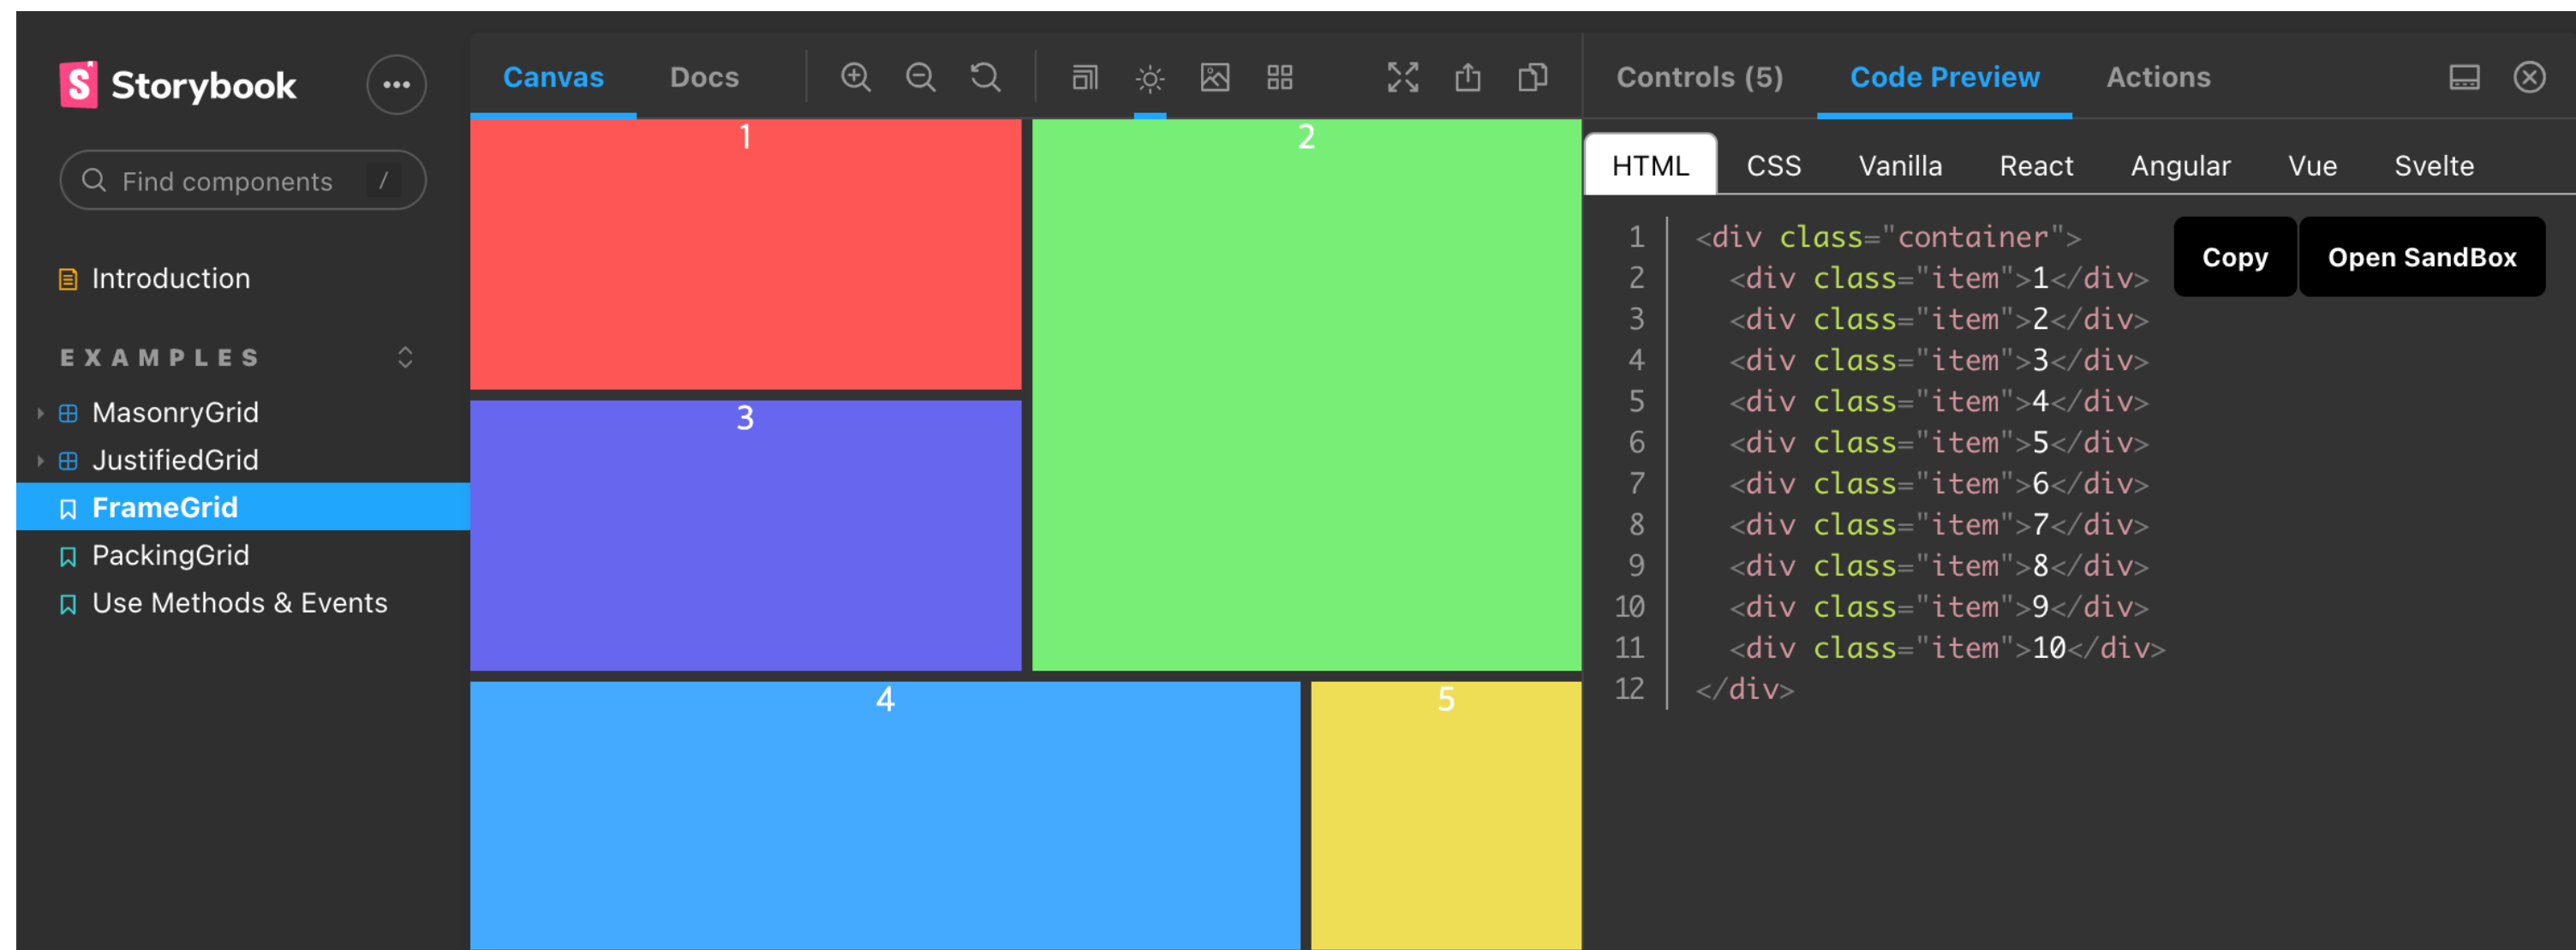 Storybook
Find components /
Introduction
EXAMPLES
MasonryGrid
JustifiedGrid
FrameGrid
PackingGrid
Use Methods & Events
Canvas Docs
1
2
3
4
5
Controls (5) Code Preview Actions
HTML CSS Vanilla React Angular Vue Svelte
Copy Open SandBox
1 <div class="container">
2 <div class="item">1</div>
3 <div class="item">2</div>
4 <div class="item">3</div>
5 <div class="item">4</div>
6 <div class="item">5</div>
7 <div class="item">6</div>
8 <div class="item">7</div>
9 <div class="item">8</div>
10 <div class="item">9</div>
11 <div class="item">10</div>
12 </div>